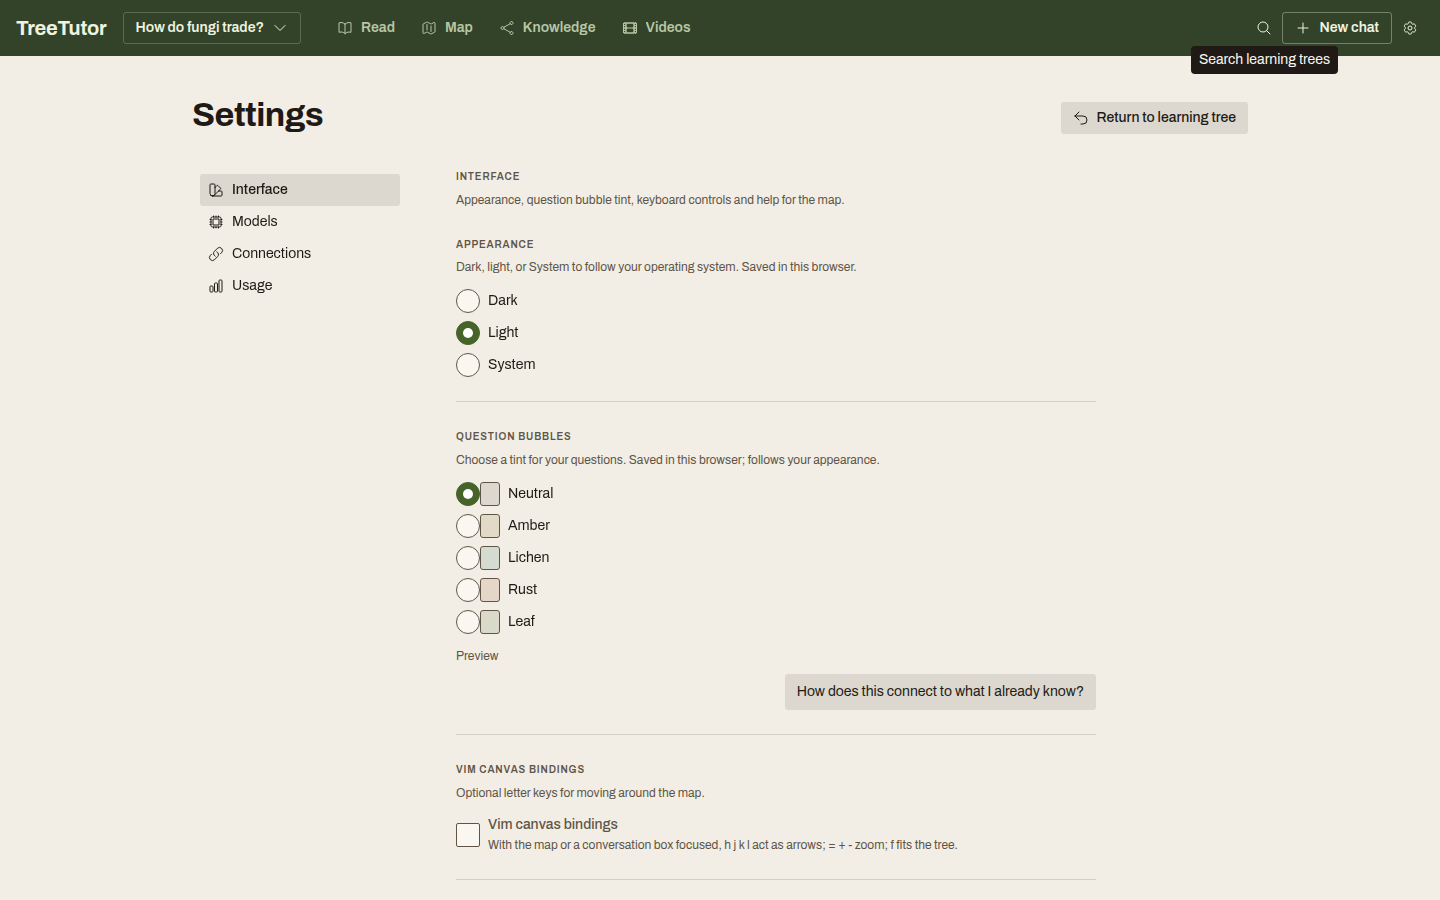 TreeTutor
How do fungi trade?
Read
Map
Knowledge
Videos
New chat
Search learning trees
Settings
Return to learning tree
Interface
Models
Connections
Usage
INTERFACE
Appearance, question bubble tint, keyboard controls and help for the map.
APPEARANCE
Dark, light, or System to follow your operating system. Saved in this browser.
Dark
Light
System
QUESTION BUBBLES
Choose a tint for your questions. Saved in this browser; follows your appearance.
Neutral
Amber
Lichen
Rust
Leaf
Preview
How does this connect to what I already know?
VIM CANVAS BINDINGS
Optional letter keys for moving around the map.
Vim canvas bindings
With the map or a conversation box focused, h j k l act as arrows; = + - zoom; f fits the tree.